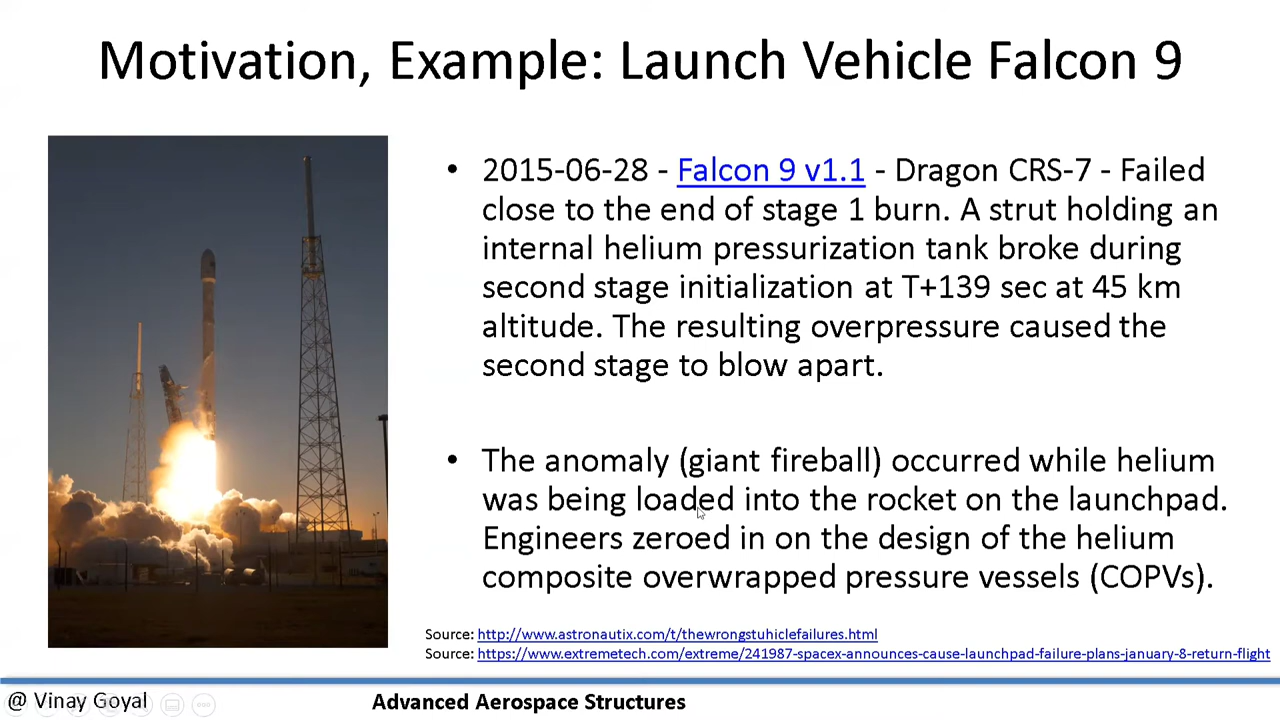 Motivation, Example: Launch Vehicle Falcon 9
• 2015-06-28 - Falcon 9 v1.1 - Dragon CRS-7 - Failed
close to the end of stage 1 burn. A strut holding an
internal helium pressurization tank broke during
second stage initialization at T+139 sec at 45 km
altitude. The resulting overpressure caused the
second stage to blow apart.
• The anomaly (giant fireball) occurred while helium
was being loaded into the rocket on the launchpad.
Engineers zeroed in on the design of the helium
composite overwrapped pressure vessels (COPVs).
Source: http://www.astronautix.com/t/thewrongstuhiclefailures.html
Source: https://www.extremetech.com/extreme/241987-spacex-announces-cause-launchpad-failure-plans-january-8-return-flight
@ Vinay Goyal
Advanced Aerospace Structures